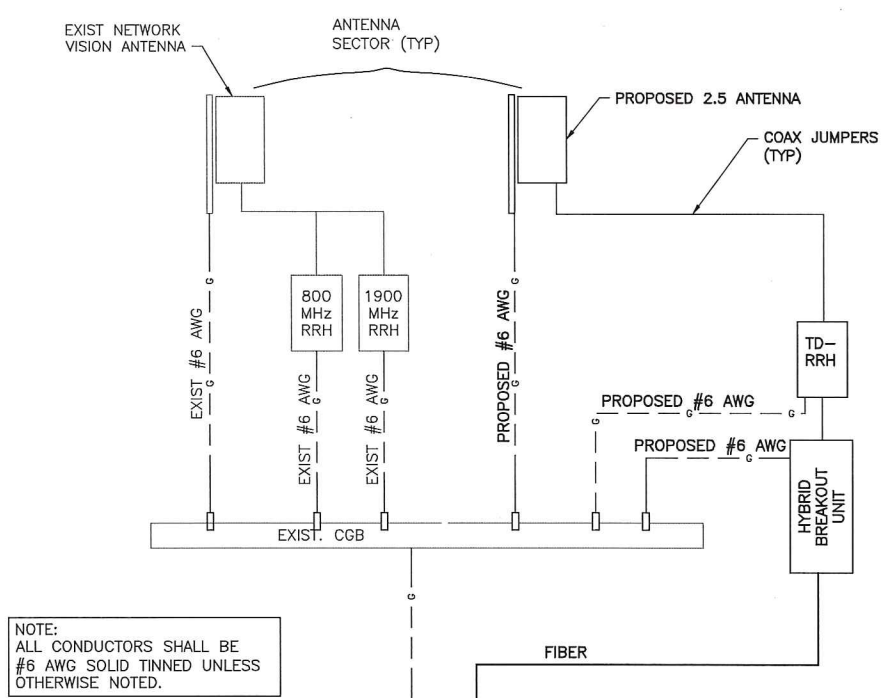 EXIST NETWORK
VISION ANTENNA
ANTENNA
SECTOR (TYP)
PROPOSED 2.5 ANTENNA
COAX JUMPERS
(TYP)
G
G
G
G
800
MHz
RRH
1900
MHz
RRH
TD-
RRH
EXIST #6 AWG
G
EXIST #6 AWG
G
EXIST #6 AWG
G
PROPOSED #6 AWG
G
PROPOSED #6 AWG
G
PROPOSED #6 AWG
G
HYBRID
BREAKOUT
UNIT
EXIST. CGB
G
NOTE:
ALL CONDUCTORS SHALL BE
#6 AWG SOLID TINNED UNLESS
OTHERWISE NOTED.
FIBER